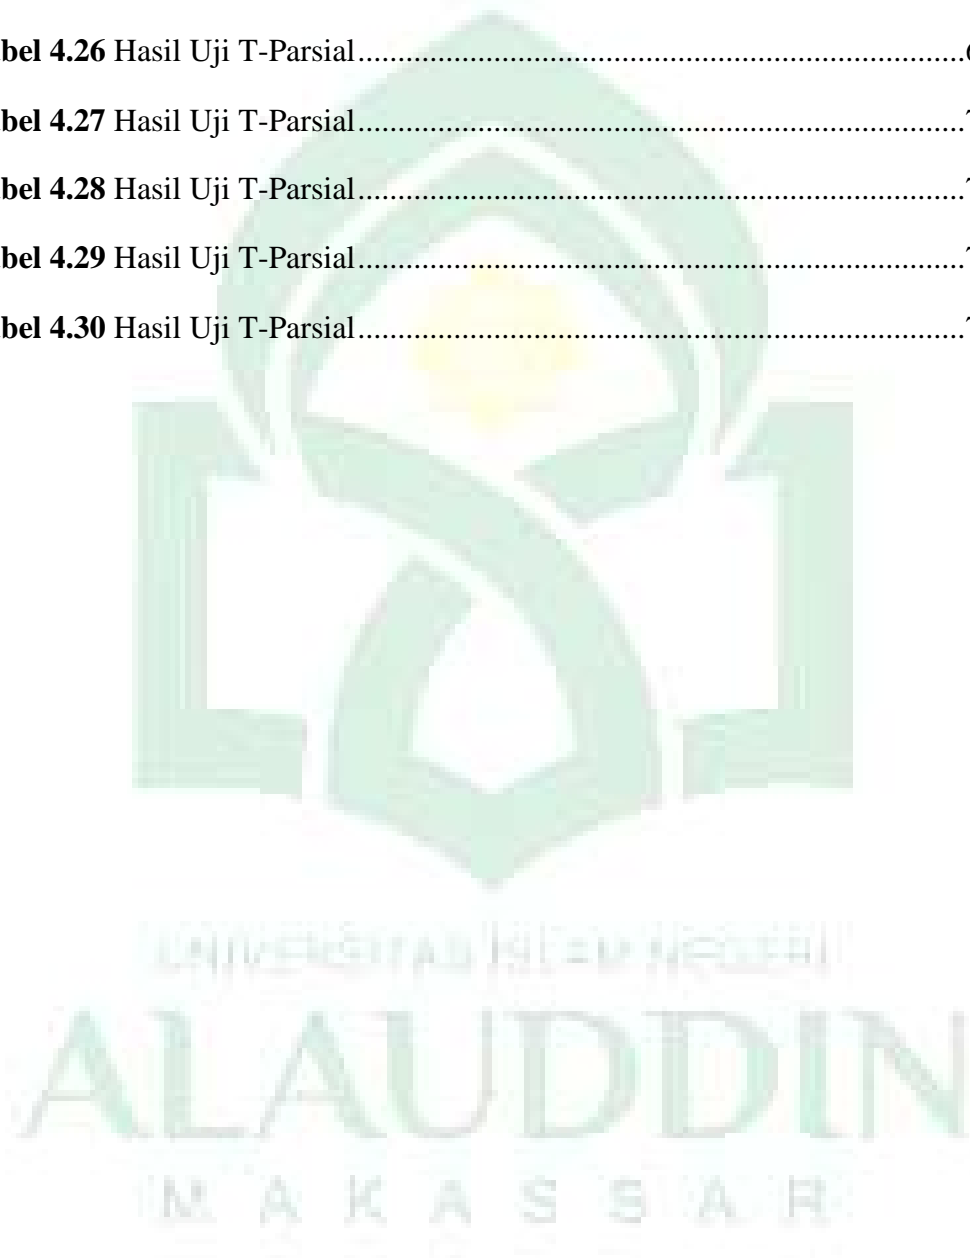 bel 4.26 Hasil Uji T-Parsial
bel 4.27 Hasil Uji T-Parsial
bel 4.28 Hasil Uji T-Parsial
bel 4.29 Hasil Uji T-Parsial
bel 4.30 Hasil Uji T-Parsial
UNIVERSITAS ISLAM NEGERI
ALAUDDIN
MAKASSAR